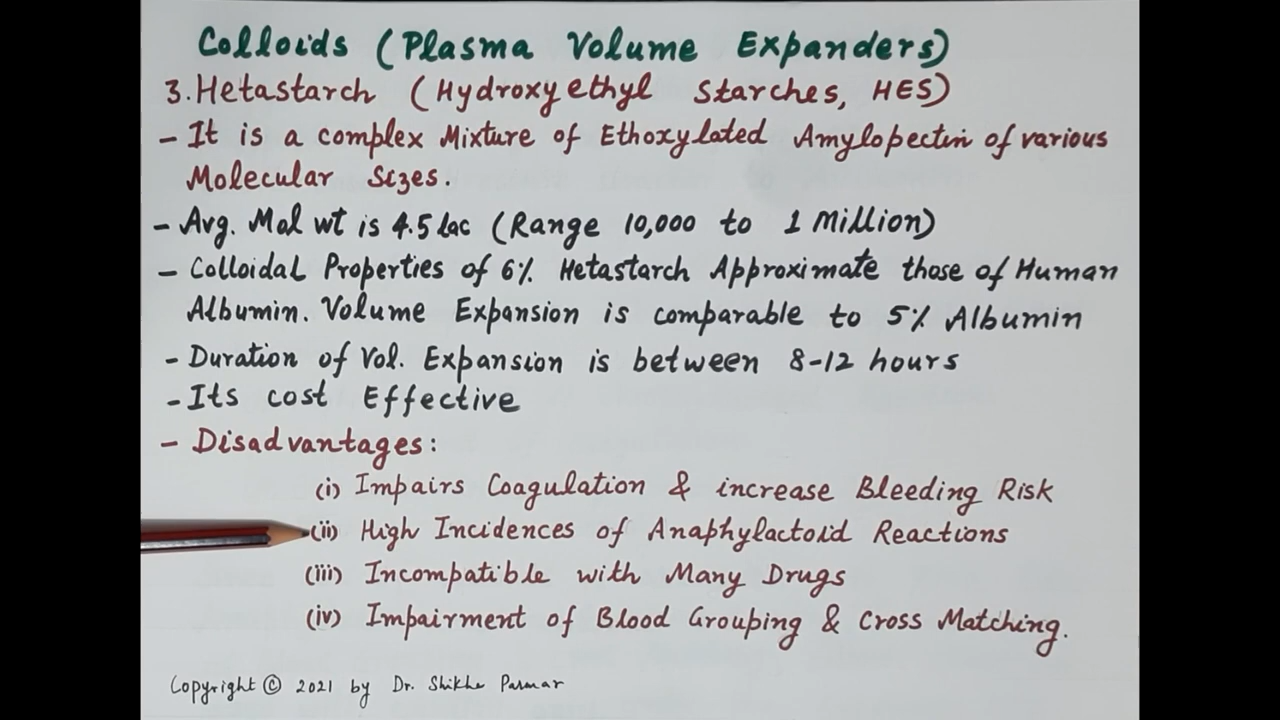 Colloids (Plasma Volume Expanders)
3. Hetastarch (Hydroxyethyl Starches, HES)
- It is a complex Mixture of Ethoxylated Amylopectin of various
Molecular Sizes.
- Avg. Mol wt is 4.5 lac (Range 10,000 to 1 Million)
- Colloidal Properties of 6% Hetastarch Approximate those of Human
Albumin. Volume Expansion is comparable to 5% Albumin
- Duration of Vol. Expansion is between 8-12 hours
- Its cost Effective
- Disadvantages:
(i) Impairs Coagulation & increase Bleeding Risk
(ii) High Incidences of Anaphylactoid Reactions
(iii) Incompatible with Many Drugs
(iv) Impairment of Blood Grouping & Cross Matching.
Copyright © 2021 by Dr. Shikha Parmar